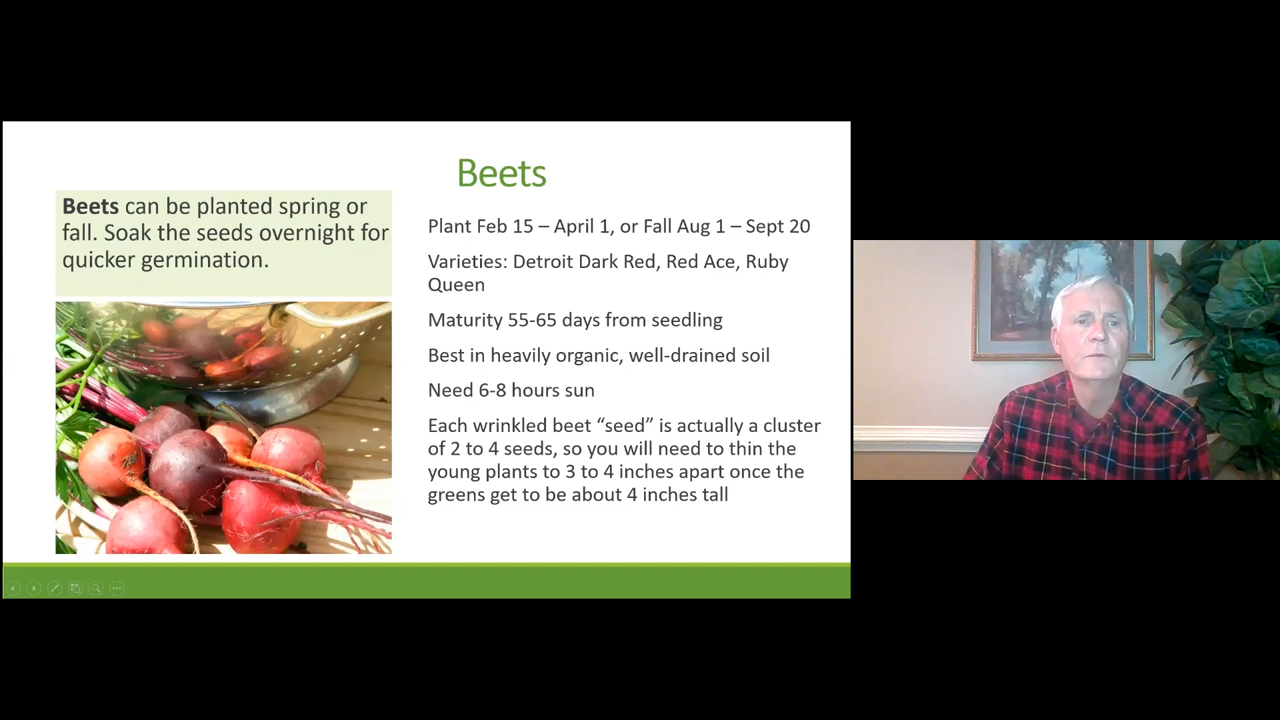 Beets
Beets can be planted spring or
fall. Soak the seeds overnight for
quicker germination.
Plant Feb 15 – April 1, or Fall Aug 1 – Sept 20
Varieties: Detroit Dark Red, Red Ace, Ruby
Queen
Maturity 55-65 days from seedling
Best in heavily organic, well-drained soil
Need 6-8 hours sun
Each wrinkled beet “seed” is actually a cluster
of 2 to 4 seeds, so you will need to thin the
young plants to 3 to 4 inches apart once the
greens get to be about 4 inches tall